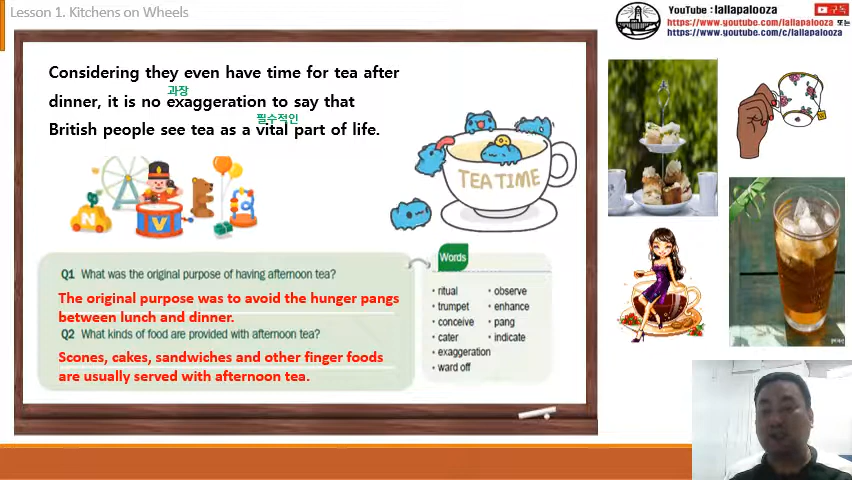 Lesson 1. Kitchens on Wheels
YouTube : lallapalooza
구독
https://www.youtube.com/lallapalooza 또는
https://www.youtube.com/c/lallapalooza
Considering they even have time for tea after
과장
dinner, it is no exaggeration to say that
필수적인
British people see tea as a vital part of life.
TEA TIME
N V E
Q1 What was the original purpose of having afternoon tea?
The original purpose was to avoid the hunger pangs
between lunch and dinner.
Q2 What kinds of food are provided with afternoon tea?
Scones, cakes, sandwiches and other finger foods
are usually served with afternoon tea.
Words
• ritual
• trumpet
• conceive
• cater
• exaggeration
• ward off
• observe
• enhance
• pang
• indicate